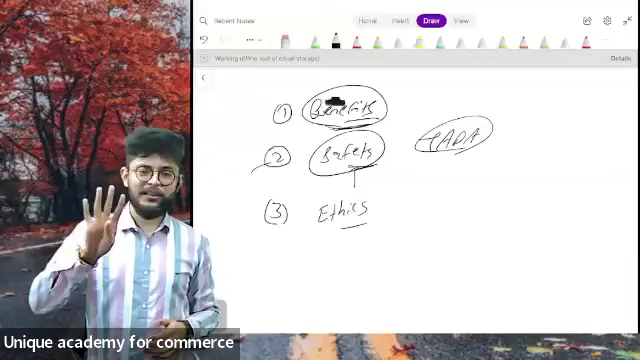 Recent Notes Home Insert Draw View
Working offline (out of cloud storage) Details
(1) Benefits
(2) Safety
(3) Ethics
Unique academy for commerce